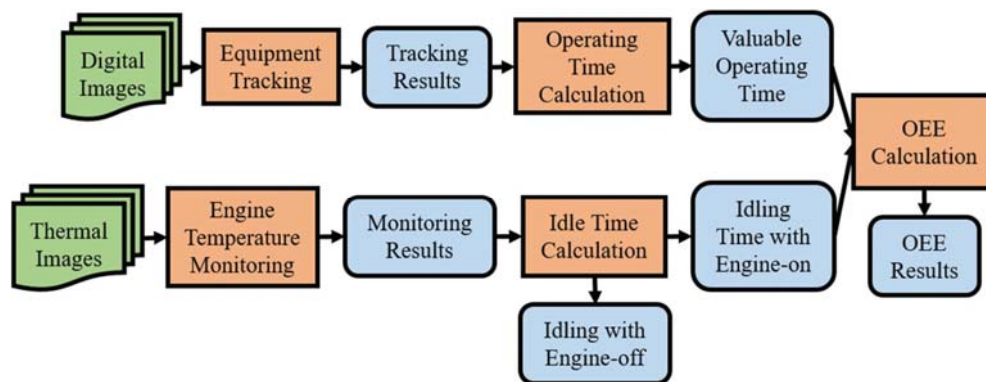 Digital
Images
Equipment
Tracking
Tracking
Results
Operating
Time
Calculation
Valuable
Operating
Time
OEE
Calculation
OEE
Results
Thermal
Images
Engine
Temperature
Monitoring
Monitoring
Results
Idle Time
Calculation
Idling
Time with
Engine-on
Idling with
Engine-off